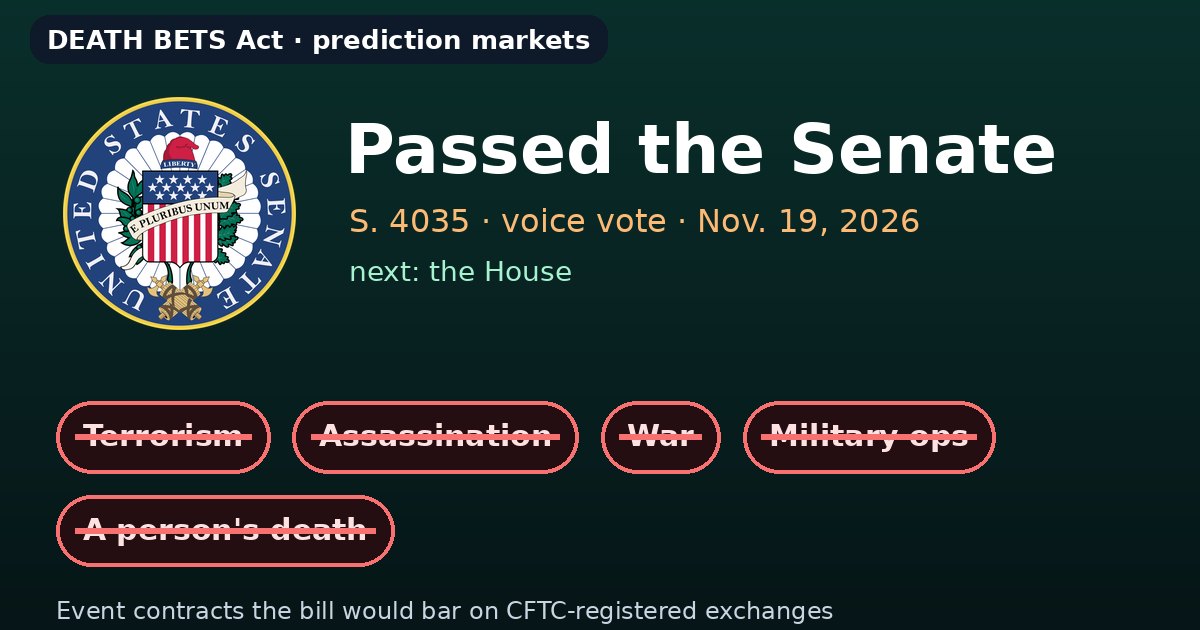 DEATH BETS Act · prediction markets
UNITED STATES SENATE
LIBERTY
E PLURIBUS UNUM
Passed the Senate
S. 4035 · voice vote · Nov. 19, 2026
next: the House
Terrorism Assassination War Military ops
A person's death
Event contracts the bill would bar on CFTC-registered exchanges